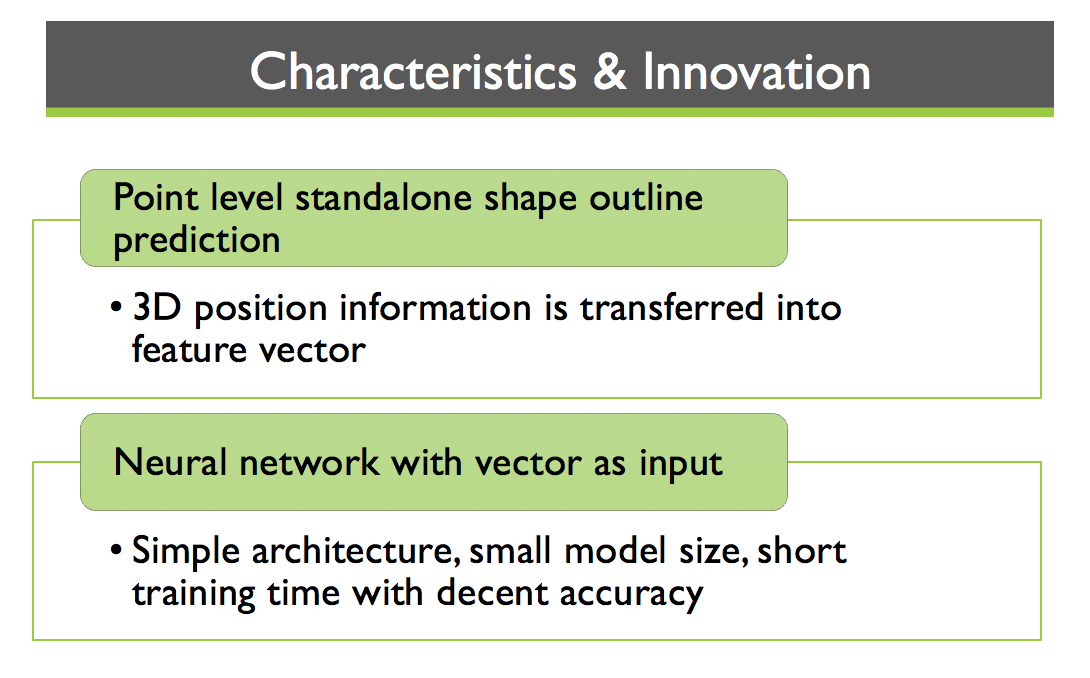 Characteristics & Innovation
Point level standalone shape outline
prediction
• 3D position information is transferred into
feature vector
Neural network with vector as input
• Simple architecture, small model size, short
training time with decent accuracy